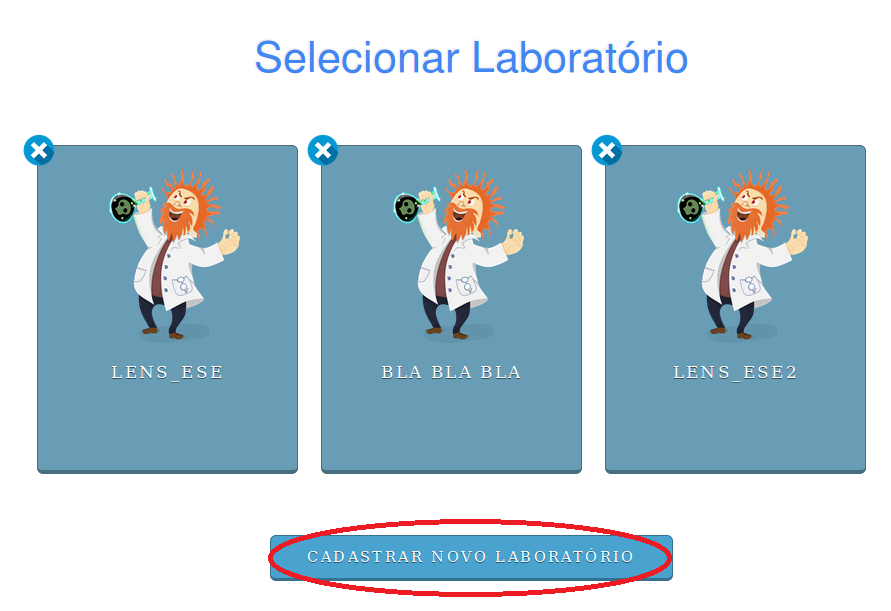 Selecionar Laboratório
LENS_ESE
BLA BLA BLA
LENS_ESE2
CADASTRAR NOVO LABORATÓRIO